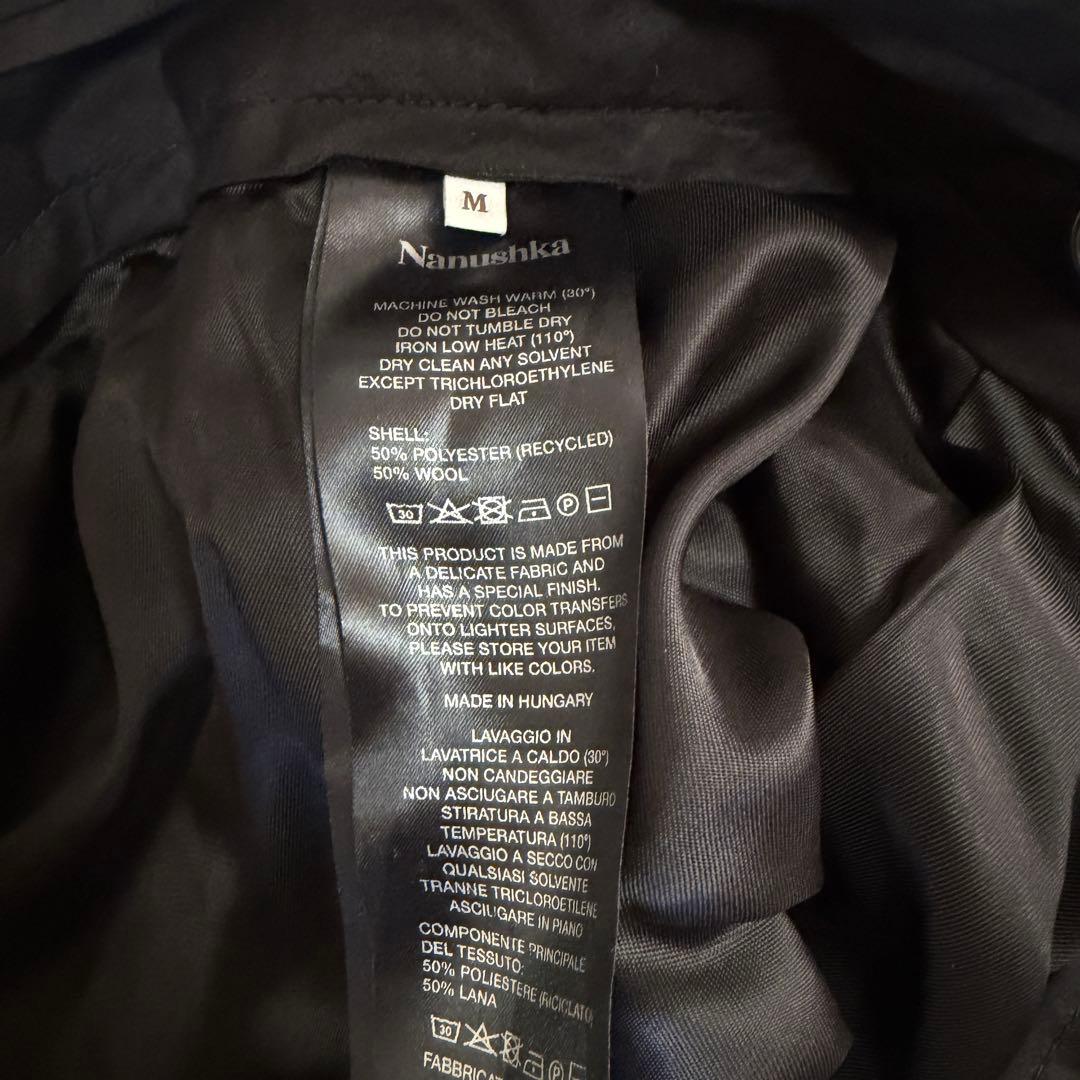 M
Nanushka
MACHINE WASH WARM (30°)
DO NOT BLEACH
DO NOT TUMBLE DRY
IRON LOW HEAT (110°)
DRY CLEAN ANY SOLVENT
EXCEPT TRICHLOROETHYLENE
DRY FLAT
SHELL:
50% POLYESTER (RECYCLED)
50% WOOL
30 P
THIS PRODUCT IS MADE FROM
A DELICATE FABRIC AND
HAS A SPECIAL FINISH.
TO PREVENT COLOR TRANSFERS
ONTO LIGHTER SURFACES,
PLEASE STORE YOUR ITEM
WITH LIKE COLORS.
MADE IN HUNGARY
LAVAGGIO IN
LAVATRICE A CALDO (30°)
NON CANDEGGIARE
NON ASCIUGARE A TAMBURO
STIRATURA A BASSA
TEMPERATURA (110°)
LAVAGGIO A SECCO CON
QUALSIASI SOLVENTE
TRANNE TRICLOROETILENE
ASCIUGARE IN PIANO
COMPONENTE PRINCIPALE
DEL TESSUTO:
50% POLIESTERE (RICICLATO)
50% LANA
30 P